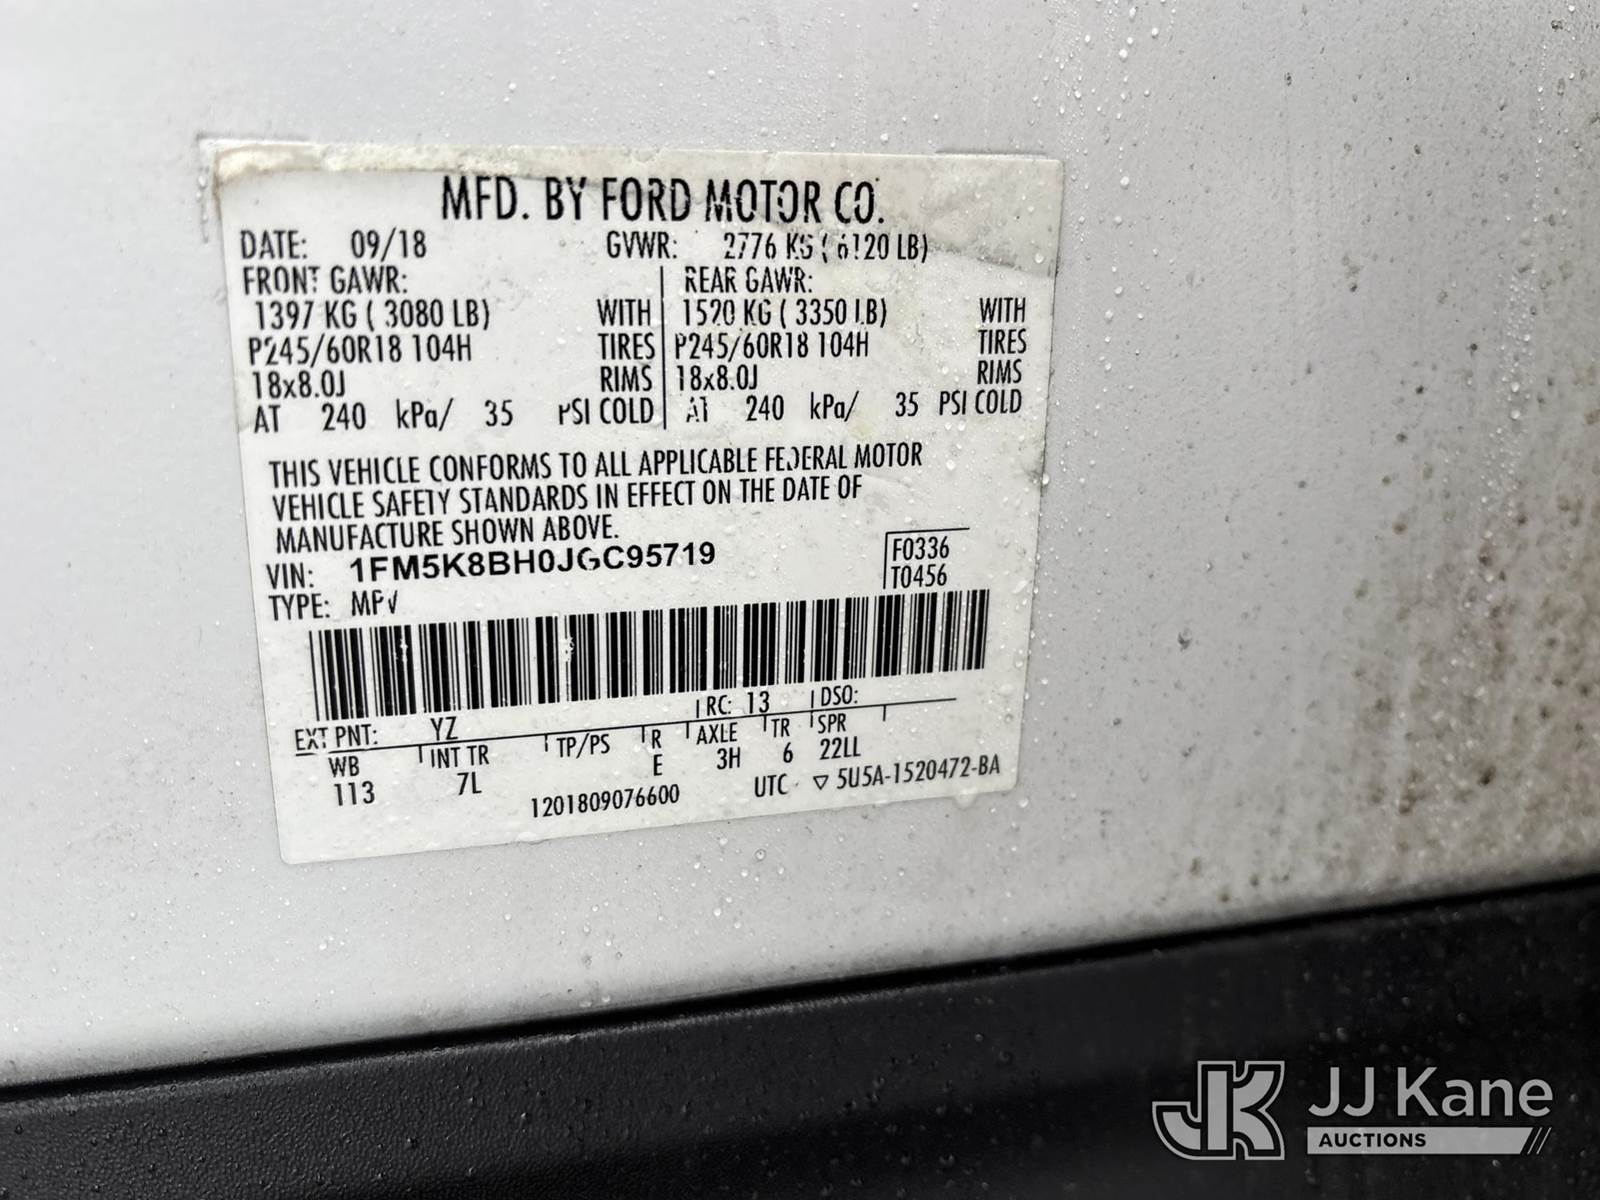 MFD. BY FORD MOTOR CO.
DATE: 09/18 GVWR: 2776 KG ( 6120 LB)
FRONT GAWR: REAR GAWR:
1397 KG ( 3080 LB) WITH 1520 KG ( 3350 LB) WITH
P245/60R18 104H TIRES P245/60R18 104H TIRES
18x8.0J RIMS 18x8.0J RIMS
AT 240 kPa/ 35 PSI COLD AT 240 kPa/ 35 PSI COLD
THIS VEHICLE CONFORMS TO ALL APPLICABLE FEDERAL MOTOR
VEHICLE SAFETY STANDARDS IN EFFECT ON THE DATE OF
MANUFACTURE SHOWN ABOVE.
VIN: 1FM5K8BH0JGC95719 F0336
TYPE: MPV T0456
EXT PNT: YZ RC: 13 DSO:
WB INT TR TP/PS R AXLE TR SPR
113 7L E 3H 6 22LL
1201809076600 UTC ▽ 5U5A-1520472-BA
JK JJ Kane
AUCTIONS